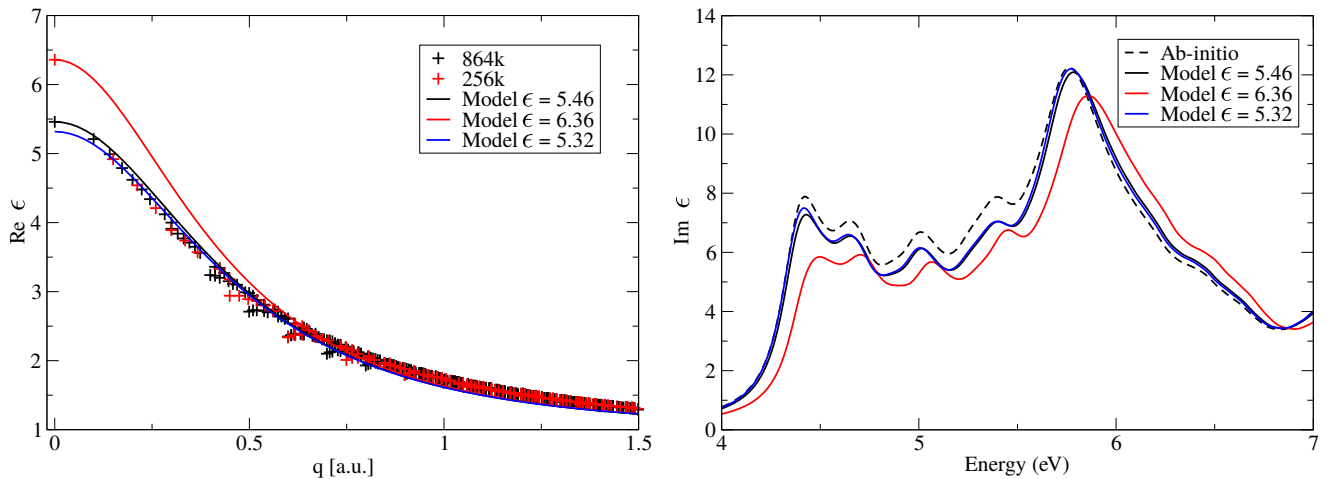 7
6
5
4
3
2
1
Re ϵ
864k
256k
Model ϵ = 5.46
Model ϵ = 6.36
Model ϵ = 5.32
0
0.5
1
1.5
q [a.u.]
14
12
10
8
6
4
2
0
Im ϵ
Ab-initio
Model ϵ = 5.46
Model ϵ = 6.36
Model ϵ = 5.32
4
5
6
7
Energy (eV)